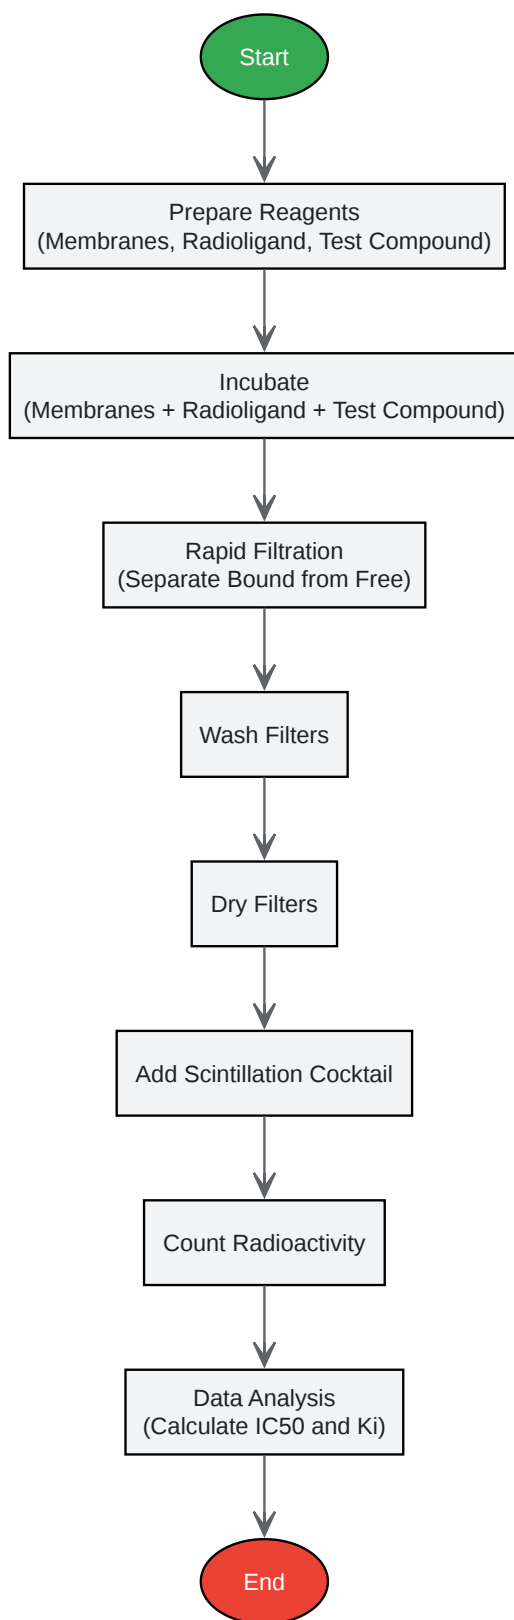 Start
Prepare Reagents
(Membranes, Radioligand, Test Compound)
Incubate
(Membranes + Radioligand + Test Compound)
Rapid Filtration
(Separate Bound from Free)
Wash Filters
Dry Filters
Add Scintillation Cocktail
Count Radioactivity
Data Analysis
(Calculate IC50 and Ki)
End